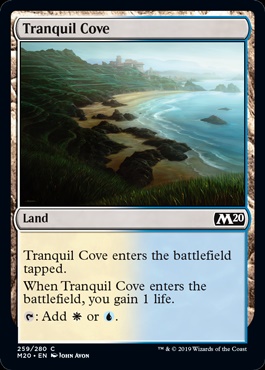 Tranquil Cove
Land
M20
Tranquil Cove enters the battlefield
tapped.
When Tranquil Cove enters the
battlefield, you gain 1 life.
: Add or .
259/280 C
M20 • EN John Avon
™ & © 2019 Wizards of the Coast